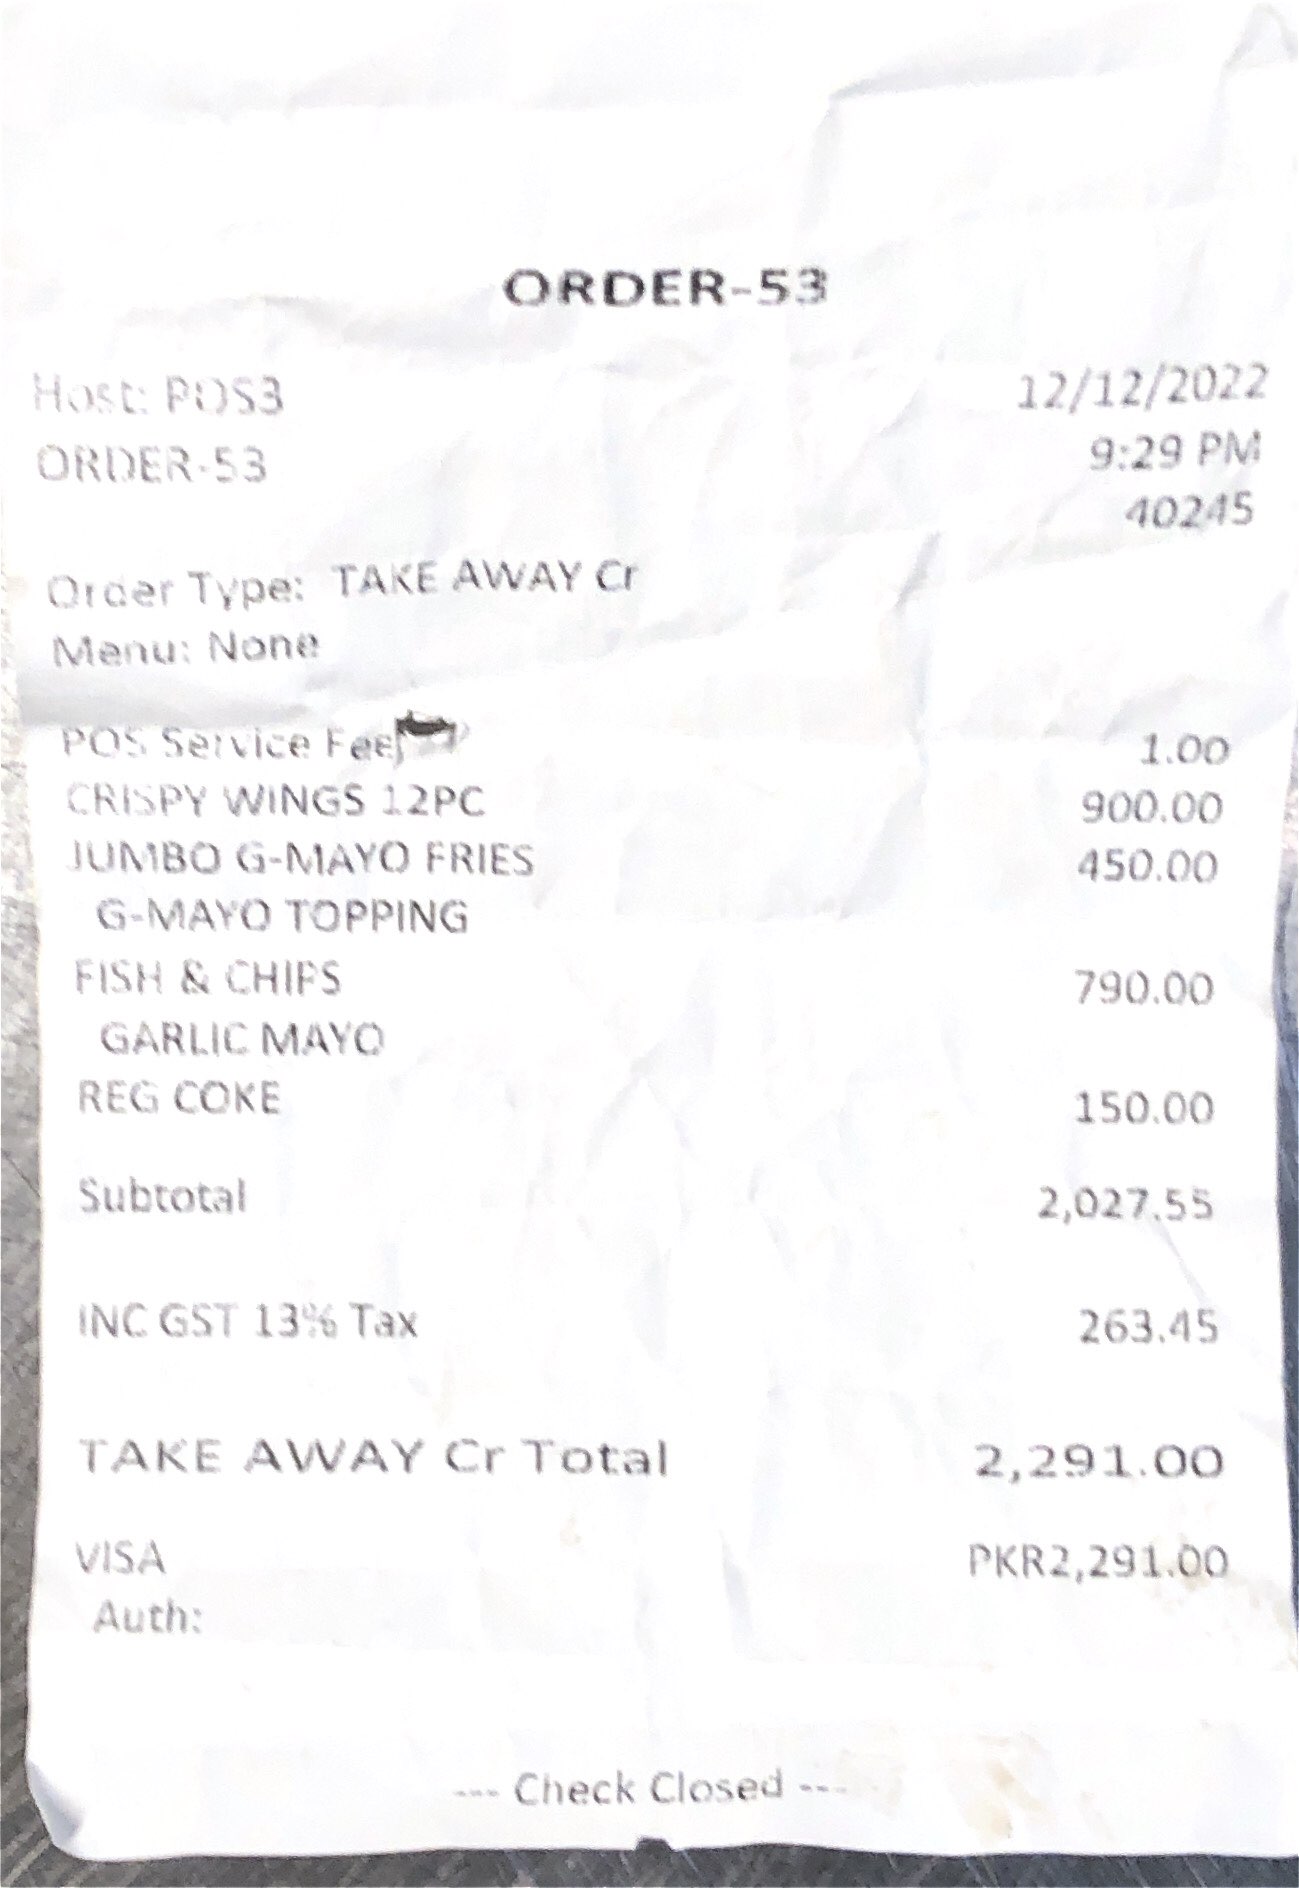 ORDER-53
Host: POS3 12/12/2022
ORDER-53 9:29 PM
40245
Order Type: TAKE AWAY Cr
Menu: None
POS Service Fee 1.00
CRISPY WINGS 12PC 900.00
JUMBO G-MAYO FRIES 450.00
G-MAYO TOPPING
FISH & CHIPS 790.00
GARLIC MAYO
REG COKE 150.00
Subtotal 2,027.55
INC GST 13% Tax 263.45
TAKE AWAY Cr Total 2,291.00
VISA PKR2,291.00
Auth:
--- Check Closed ---